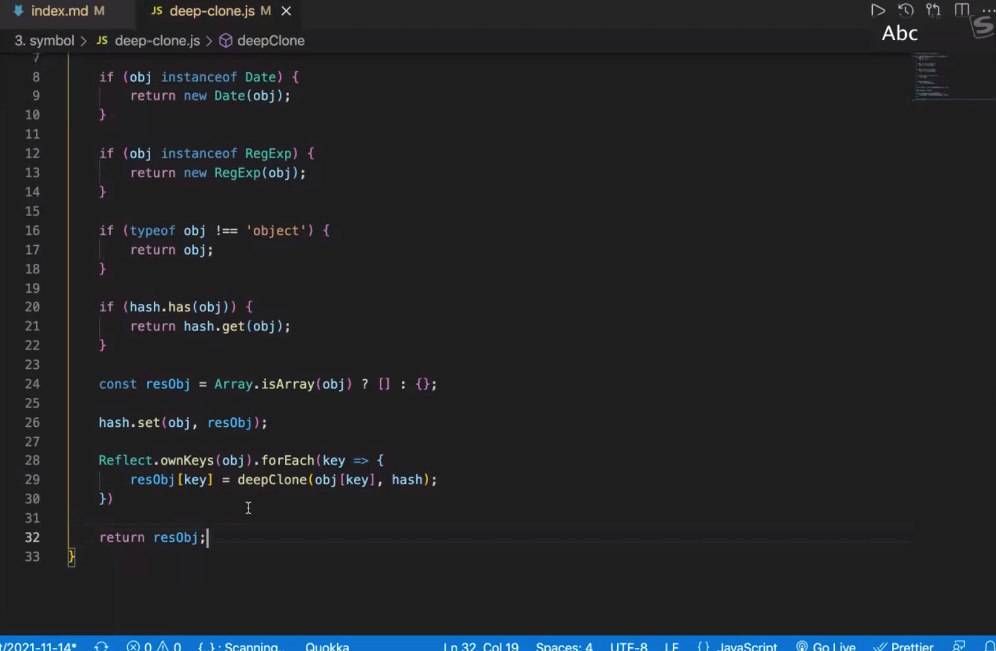 index.md M
JS deep-clone.js M
Abc
S
3. symbol > JS deep-clone.js > deepClone
7
8 if (obj instanceof Date) {
9 return new Date(obj);
10 }
11
12 if (obj instanceof RegExp) {
13 return new RegExp(obj);
14 }
15
16 if (typeof obj !== 'object') {
17 return obj;
18 }
19
20 if (hash.has(obj)) {
21 return hash.get(obj);
22 }
23
24 const resObj = Array.isArray(obj) ? [] : {};
25
26 hash.set(obj, resObj);
27
28 Reflect.ownKeys(obj).forEach(key => {
29 resObj[key] = deepClone(obj[key], hash);
30 })
31
32 return resObj;
33 }
t/2021-11-14* 0 0 { } : Scanning.. Quokka Ln 32, Col 19 Spaces: 4 UTF-8 LF { } JavaScript Go Live Prettier